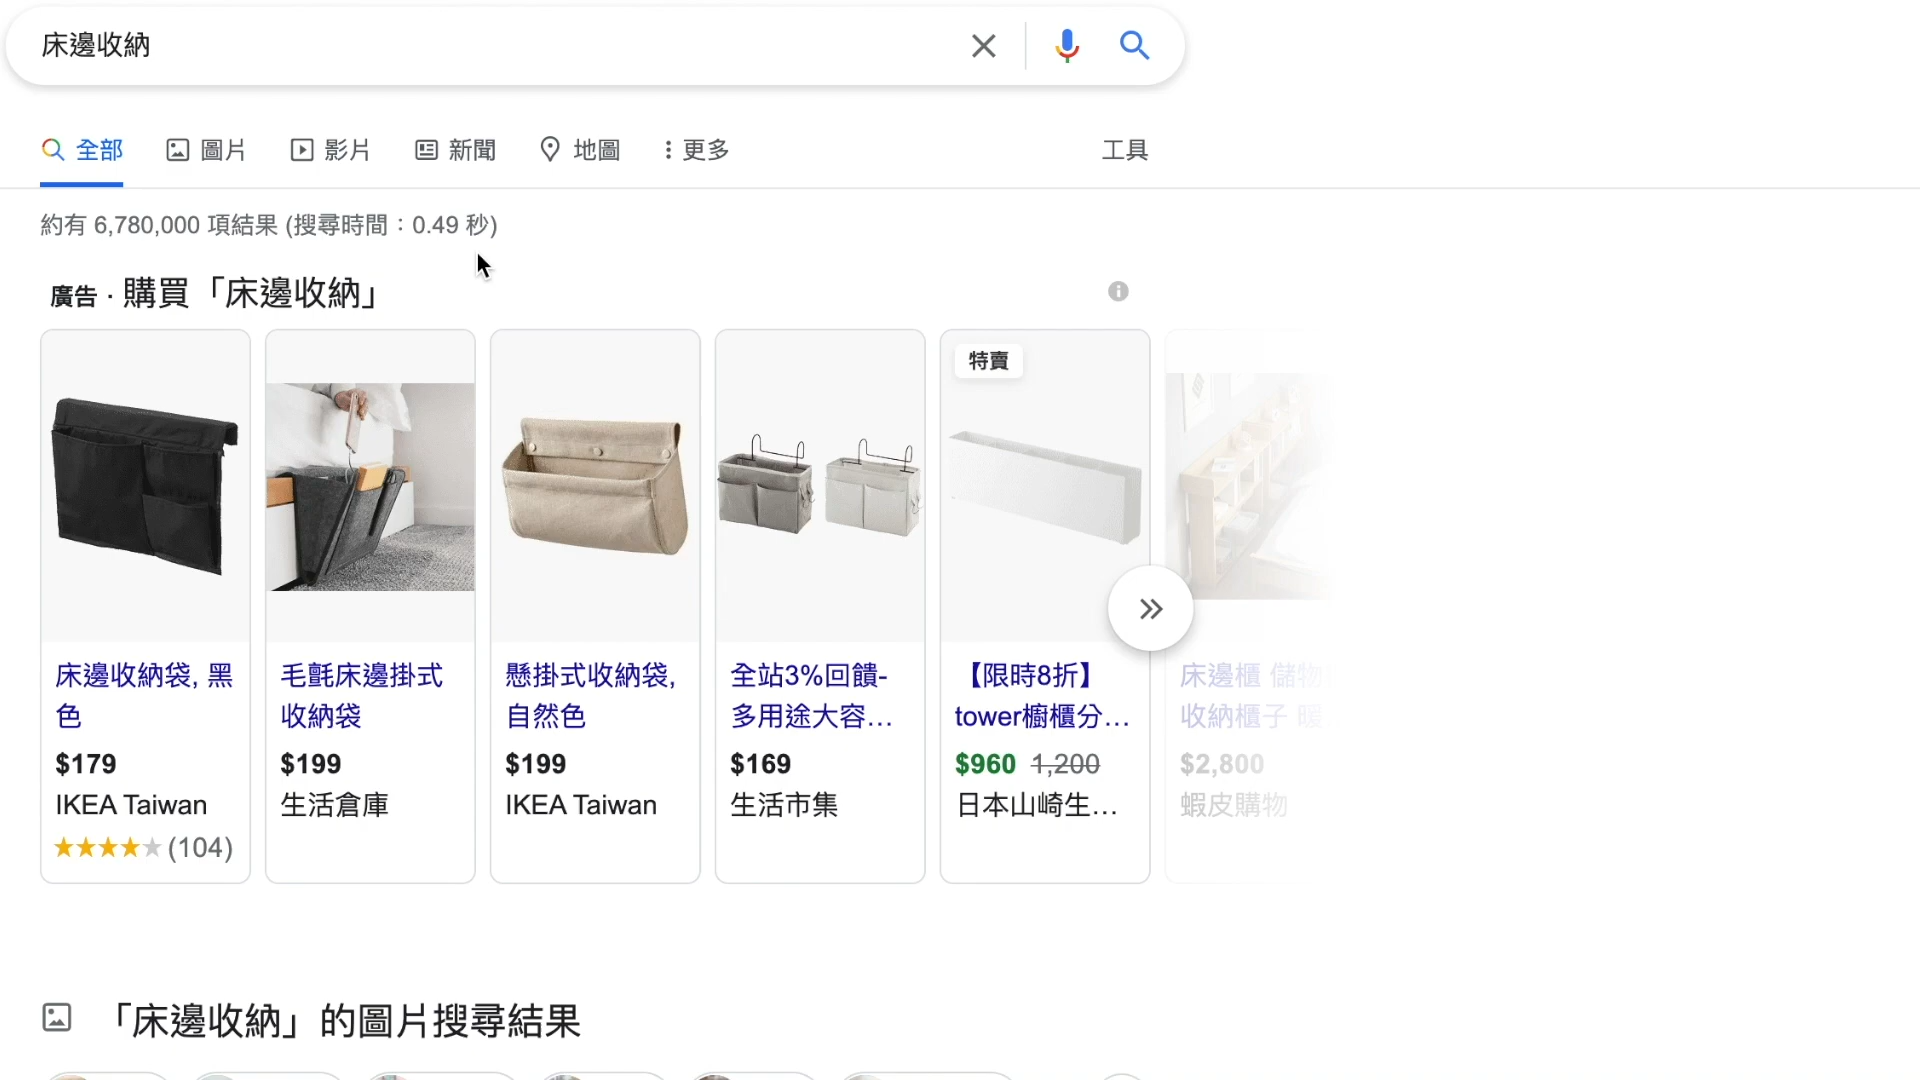 床邊收納
全部
圖片
影片
新聞
地圖
更多
工具
約有 6,780,000 項結果 (搜尋時間:0.49 秒)
廣告 · 購買「床邊收納」
床邊收納袋, 黑
色
$179
IKEA Taiwan
(104)
毛氈床邊掛式
收納袋
$199
生活倉庫
懸掛式收納袋,
自然色
$199
IKEA Taiwan
全站3%回饋-
多用途大容…
$169
生活市集
特賣
【限時8折】
tower櫥櫃分…
$960 1,200
日本山崎生…
床邊櫃 儲物
收納櫃子 暖
$2,800
蝦皮購物
「床邊收納」的圖片搜尋結果